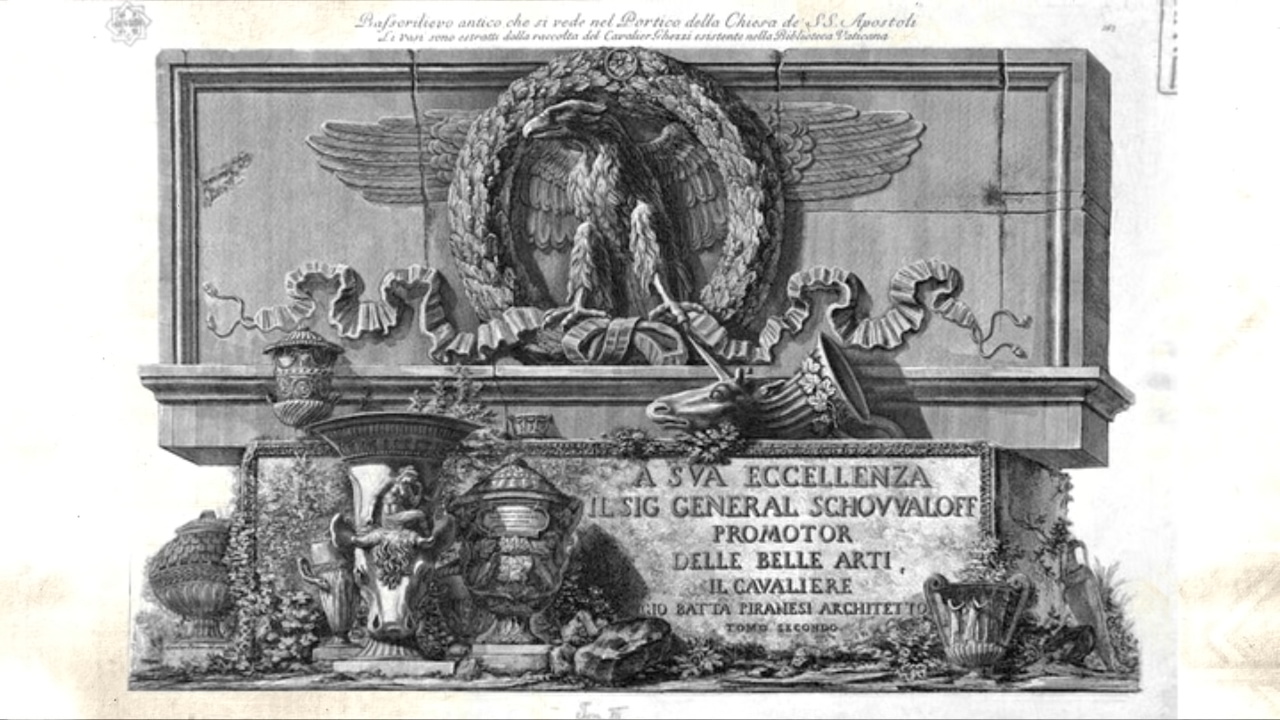 Bassorilievo antico che si vede nel Portico della Chiesa de' S.S. Apostoli
Li Vasi sono estratti dalla raccolta del Cavalier Ghezzi esistente nella Biblioteca Vaticana
A SVA ECCELLENZA
IL SIG GENERAL SCHOVVALOFF
PROMOTOR
DELLE BELLE ARTI,
IL CAVALIERE
GIO BATTA PIRANESI ARCHITETTO
TOMO SECONDO